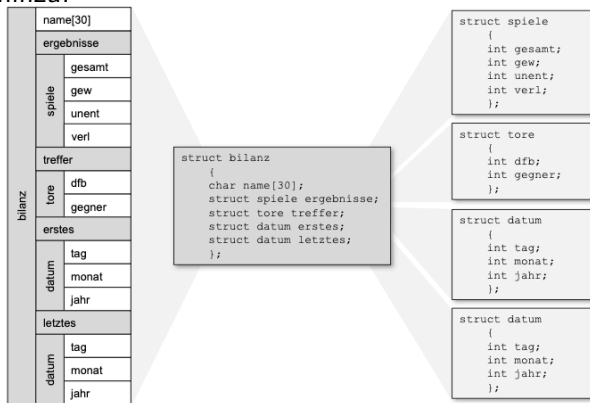 name[30]
ergebnisse
spiele
gesamt
gew
unent
verl
treffer
tore
dfb
gegner
erstes
datum
tag
monat
jahr
letztes
datum
tag
monat
jahr
bilanz
struct bilanz
{
char name[30];
struct spiele ergebnisse;
struct tore treffer;
struct datum erstes;
struct datum letztes;
};
struct spiele
{
int gesamt;
int gew;
int unent;
int verl;
};
struct tore
{
int dfb;
int gegner;
};
struct datum
{
int tag;
int monat;
int jahr;
};
struct datum
{
int tag;
int monat;
int jahr;
};